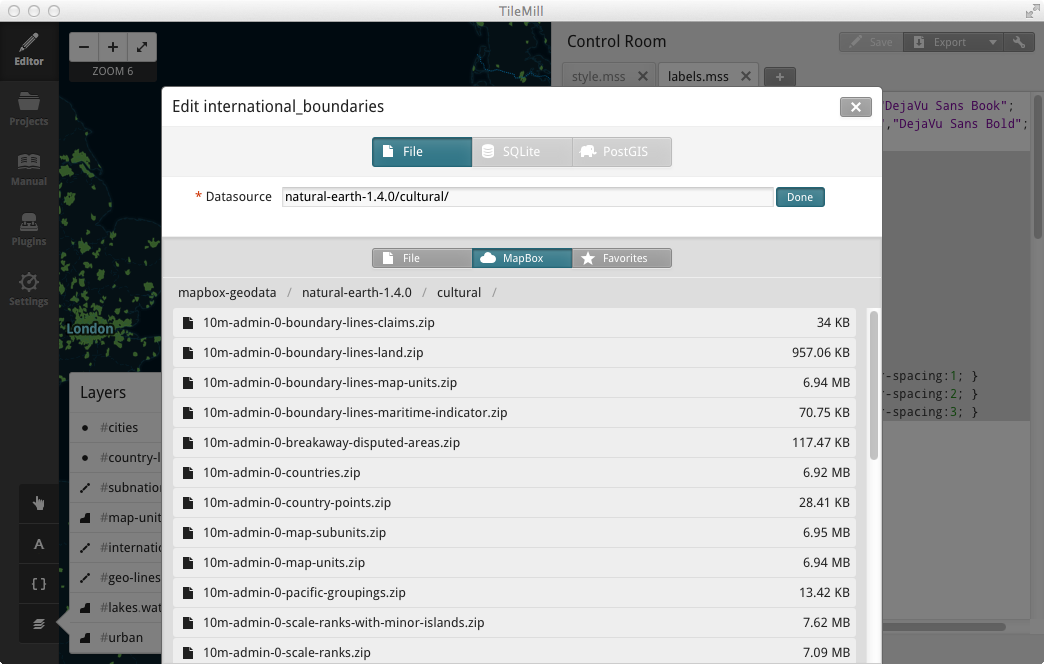 TileMill
Editor
Projects
Manual
Plugins
Settings
ZOOM 6
London
Control Room
Save
Export
style.mss
labels.mss
"DejaVu Sans Book";
,"DejaVu Sans Bold";
r-spacing:1; }
r-spacing:2; }
r-spacing:3; }
Layers
#cities
#country-l
#subnation
#map-unit
#internatio
#geo-lines
#lakes.wat
#urban
A
{ }
Edit international_boundaries
File
SQLite
PostGIS
* Datasource
natural-earth-1.4.0/cultural/
Done
File
MapBox
Favorites
mapbox-geodata / natural-earth-1.4.0 / cultural /
10m-admin-0-boundary-lines-claims.zip 34 KB
10m-admin-0-boundary-lines-land.zip 957.06 KB
10m-admin-0-boundary-lines-map-units.zip 6.94 MB
10m-admin-0-boundary-lines-maritime-indicator.zip 70.75 KB
10m-admin-0-breakaway-disputed-areas.zip 117.47 KB
10m-admin-0-countries.zip 6.92 MB
10m-admin-0-country-points.zip 28.41 KB
10m-admin-0-map-subunits.zip 6.95 MB
10m-admin-0-map-units.zip 6.94 MB
10m-admin-0-pacific-groupings.zip 13.42 KB
10m-admin-0-scale-ranks-with-minor-islands.zip 7.62 MB
10m-admin-0-scale-ranks.zip 7.09 MB